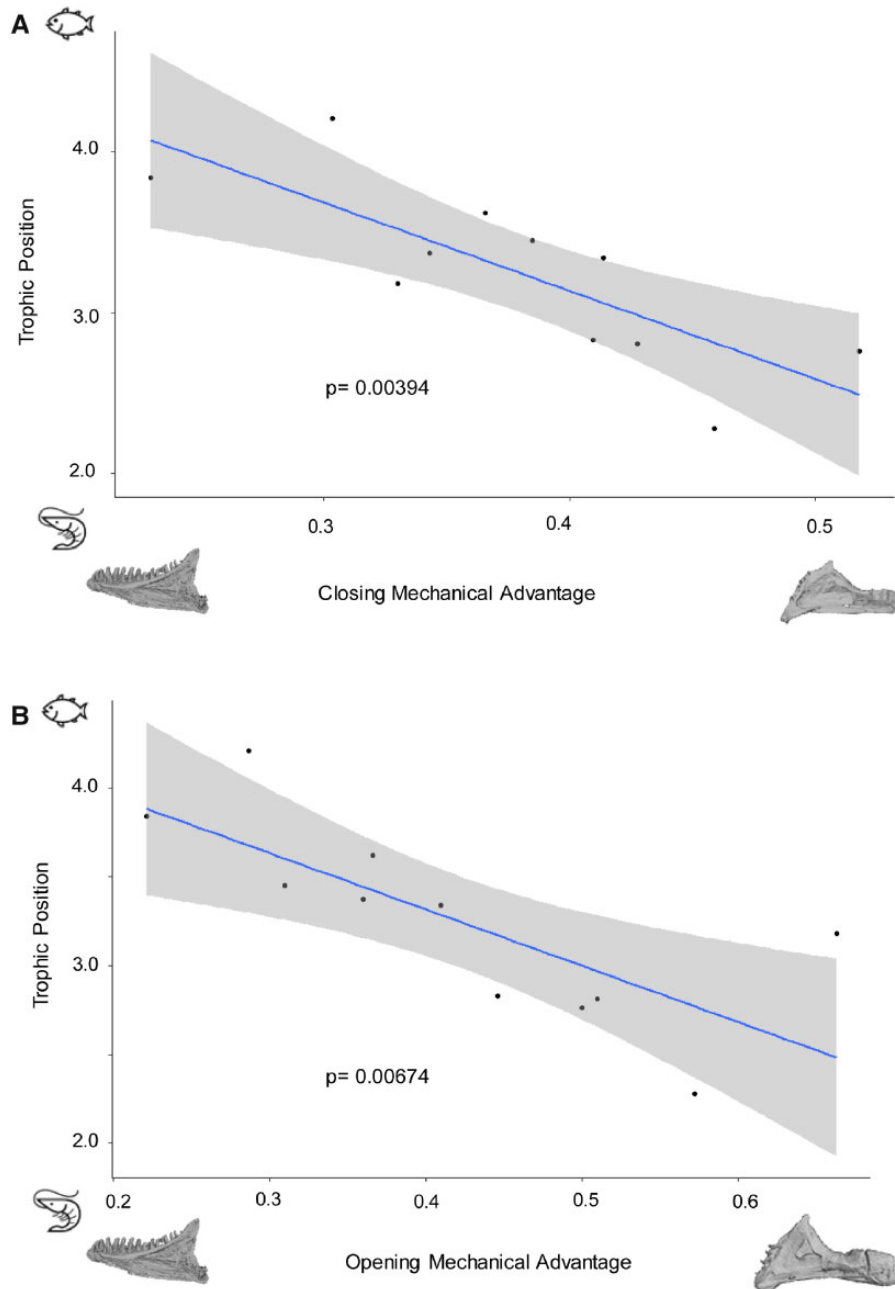 A
4.0
Trophic Position
3.0
p= 0.00394
2.0
0.3 0.4 0.5
Closing Mechanical Advantage
B
4.0
Trophic Position
3.0
p= 0.00674
2.0
0.2 0.3 0.4 0.5 0.6
Opening Mechanical Advantage